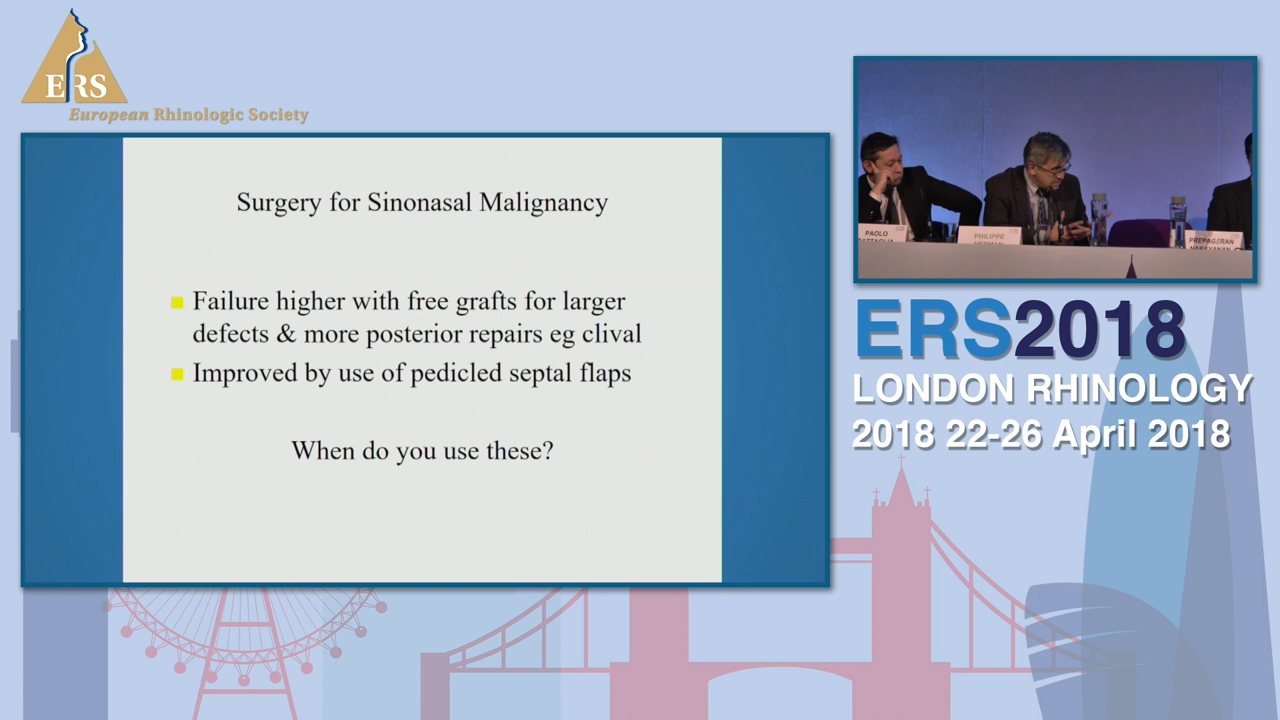 ERS
European Rhinologic Society
Surgery for Sinonasal Malignancy
Failure higher with free grafts for larger
defects & more posterior repairs eg clival
Improved by use of pedicled septal flaps
When do you use these?
PAOLO
PHILIPPE
PREPAGERAN
ERS2018
LONDON RHINOLOGY
2018 22-26 April 2018